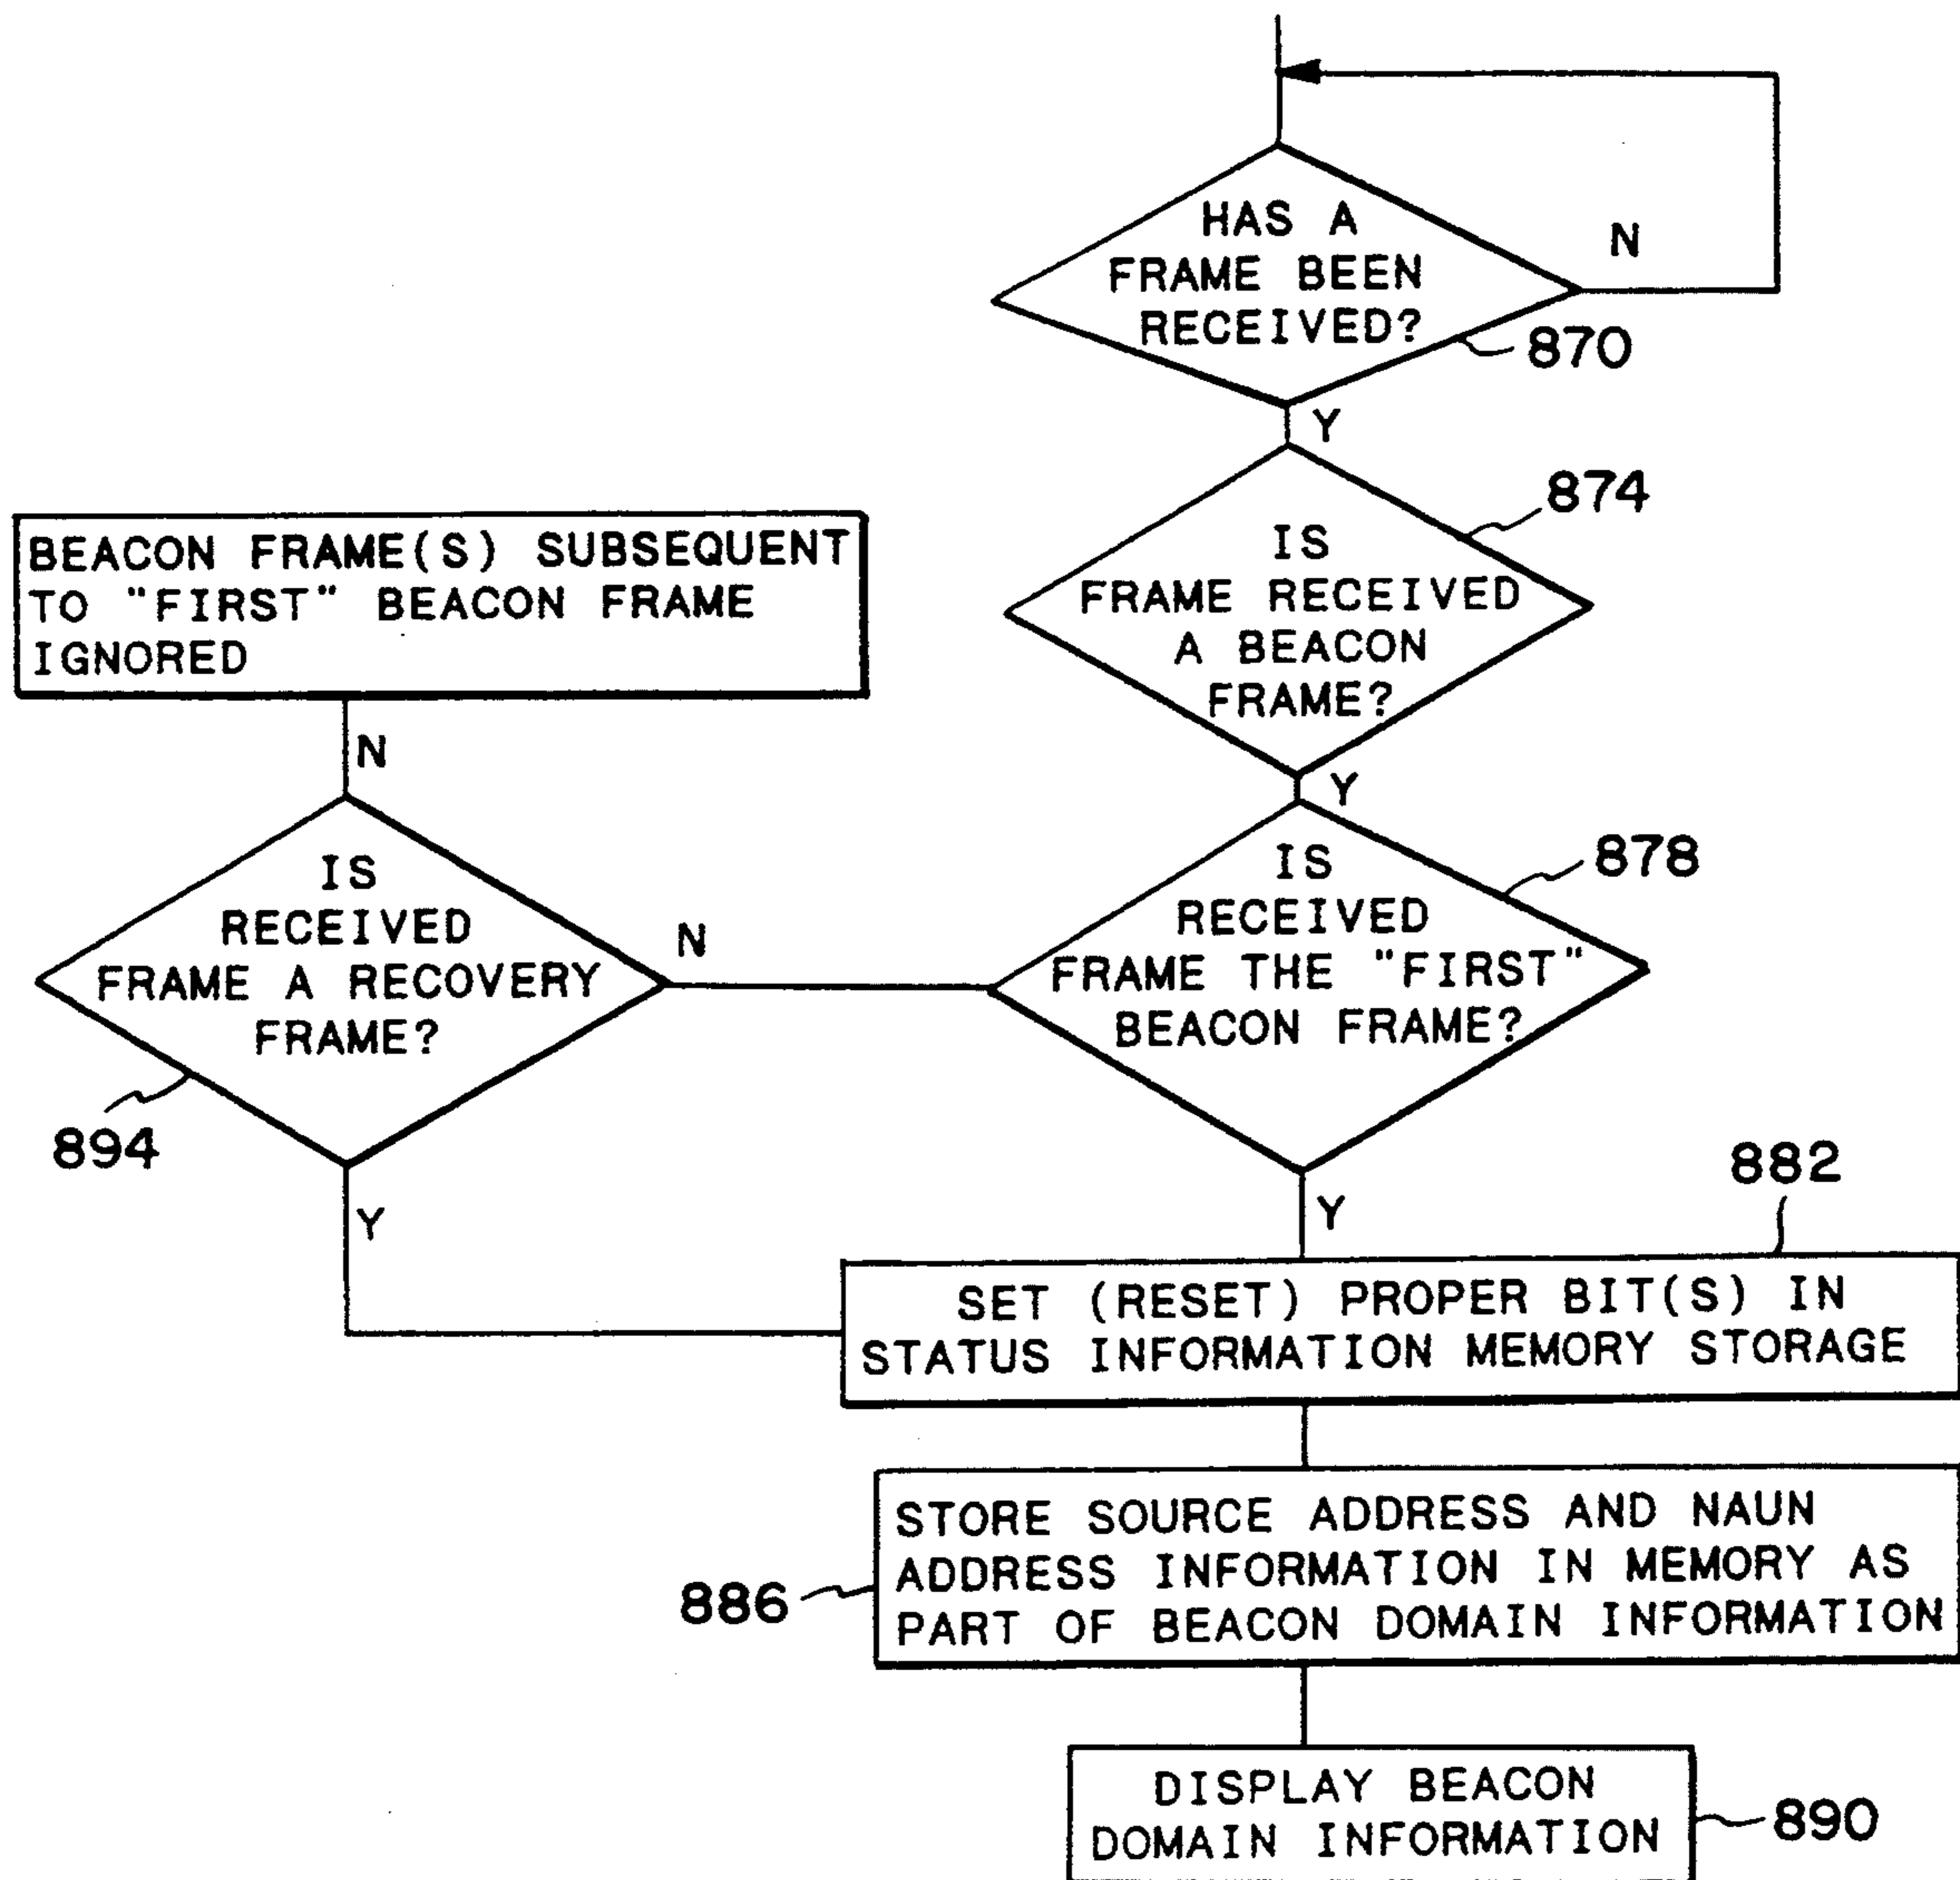 HAS A
FRAME BEEN
RECEIVED?
N
870
Y
874
IS
FRAME RECEIVED
A BEACON
FRAME?
Y
BEACON FRAME(S) SUBSEQUENT
TO "FIRST" BEACON FRAME
IGNORED
N
878
IS
RECEIVED
FRAME THE "FIRST"
BEACON FRAME?
N
IS
RECEIVED
FRAME A RECOVERY
FRAME?
894
Y
Y
882
SET (RESET) PROPER BIT(S) IN
STATUS INFORMATION MEMORY STORAGE
STORE SOURCE ADDRESS AND NAUN
ADDRESS INFORMATION IN MEMORY AS
PART OF BEACON DOMAIN INFORMATION
886
DISPLAY BEACON
DOMAIN INFORMATION
890